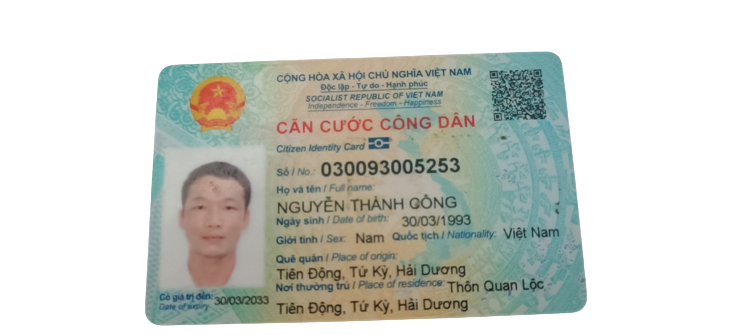 CỘNG HÒA XÃ HỘI CHỦ NGHĨA VIỆT NAM
Độc lập - Tự do - Hạnh phúc
SOCIALIST REPUBLIC OF VIET NAM
Independence - Freedom - Happiness
CĂN CƯỚC CÔNG DÂN
Citizen Identity Card
Số / No.: 030093005253
Họ và tên / Full name:
NGUYỄN THÀNH CÔNG
Ngày sinh / Date of birth: 30/03/1993
Giới tính / Sex: Nam Quốc tịch / Nationality: Việt Nam
Quê quán / Place of origin:
Tiên Động, Tứ Kỳ, Hải Dương
Nơi thường trú / Place of residence: Thôn Quan Lộc
Tiên Động, Tứ Kỳ, Hải Dương
Có giá trị đến: 30/03/2033
Date of expiry